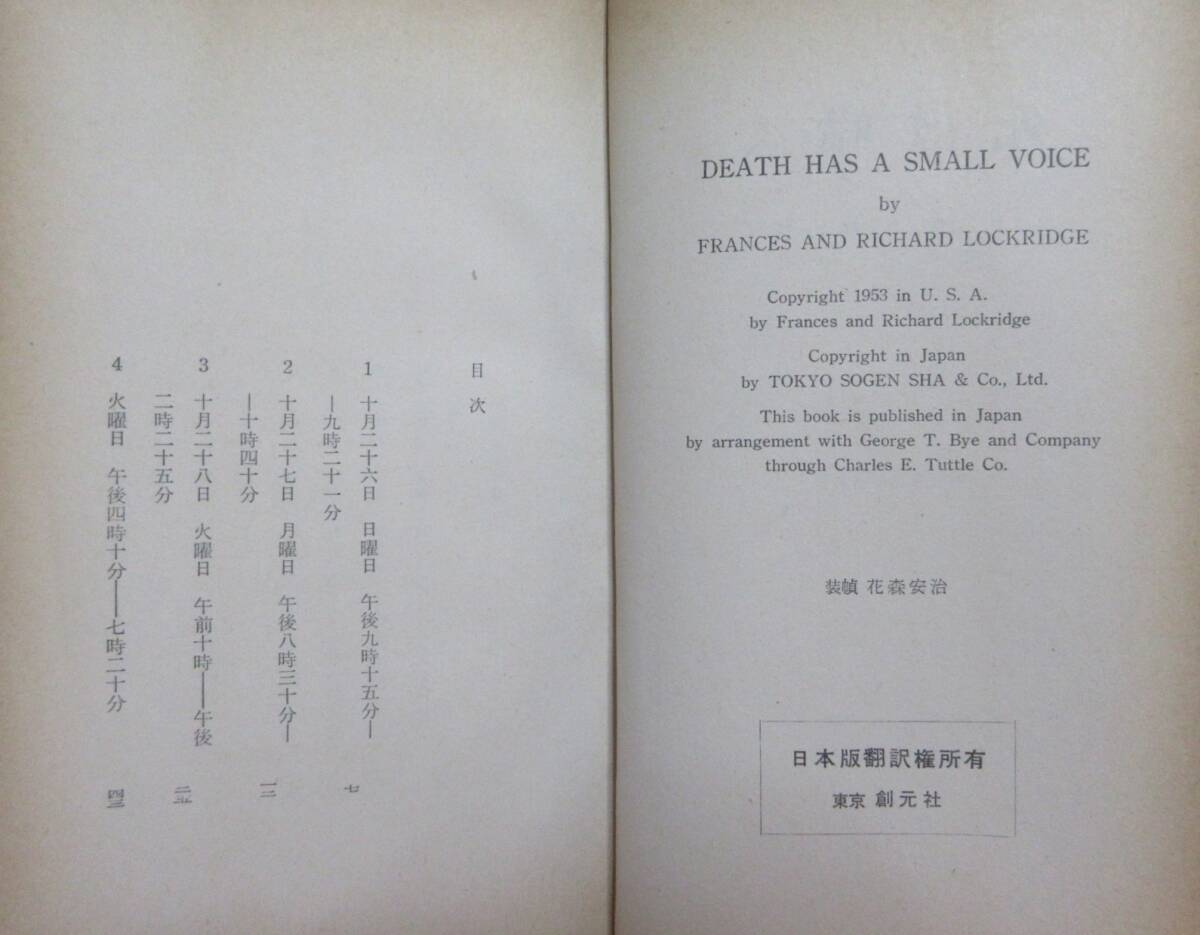 DEATH HAS A SMALL VOICE
by
FRANCES AND RICHARD LOCKRIDGE
Copyright 1953 in U. S. A.
by Frances and Richard Lockridge
Copyright in Japan
by TOKYO SOGEN SHA & Co., Ltd.
This book is published in Japan
by arrangement with George T. Bye and Company
through Charles E. Tuttle Co.
装幀 花森安治
日本版翻訳権所有
東京 創元社
目次
1 十月二十六日 日曜日 午後九時十五分—
—九時二十一分 七
2 十月二十七日 月曜日 午後八時三十分—
—十時四十分 一三
3 十月二十八日 火曜日 午前十時——午後
二時二十五分 二五
4 火曜日 午後四時十分——七時二十分 四三